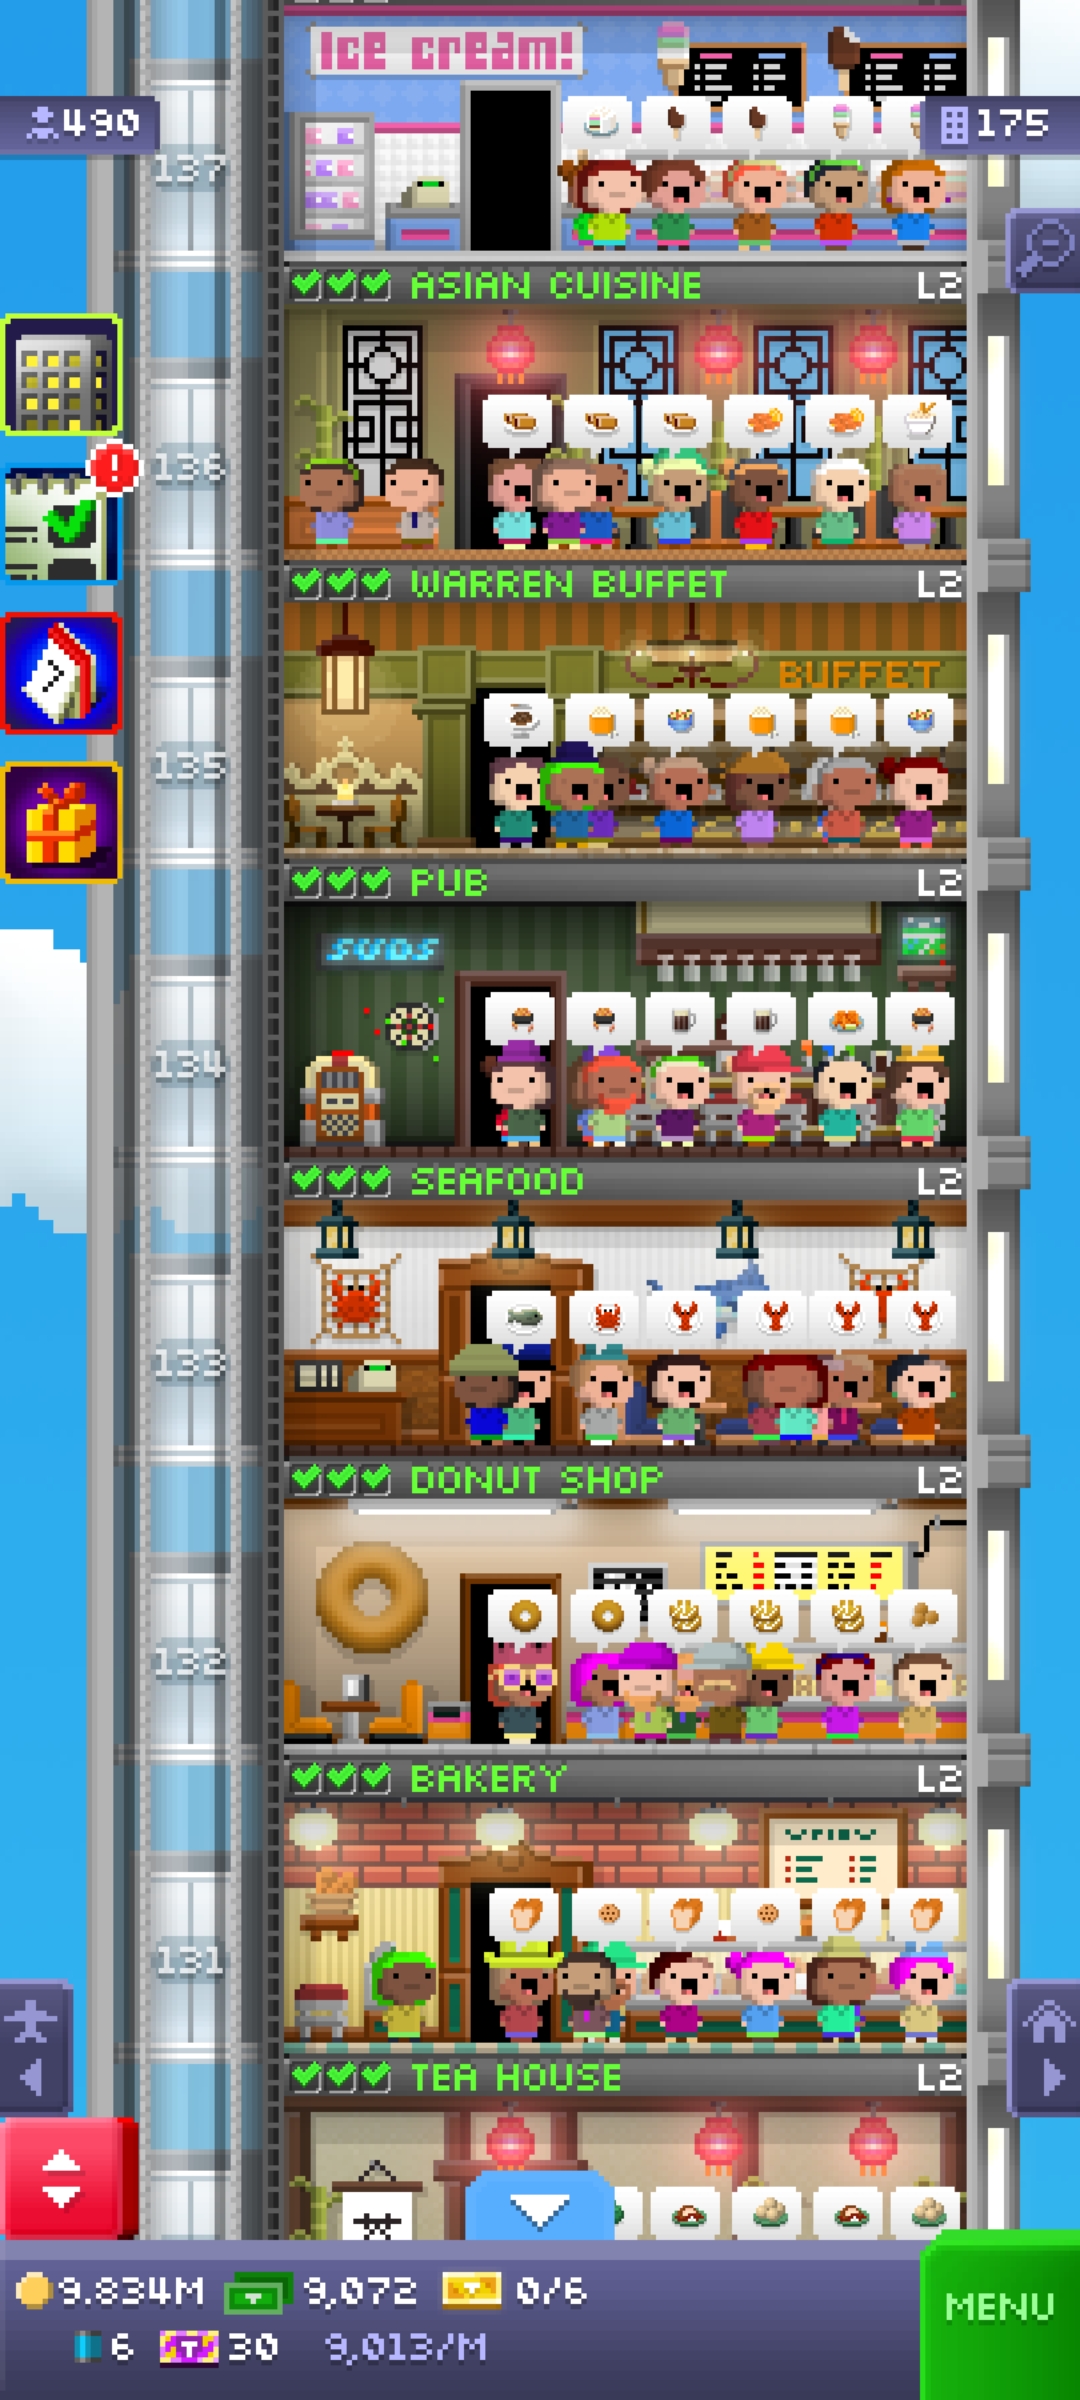 Ice cream!
490
175
137
ASIAN CUISINE L2
136
WARREN BUFFET L2
BUFFET
135
PUB L2
SUDS
134
SEAFOOD L2
133
DONUT SHOP L2
132
BAKERY L2
131
TEA HOUSE L2
9.834M 9,072 0/6
6 30 9,013/M
MENU